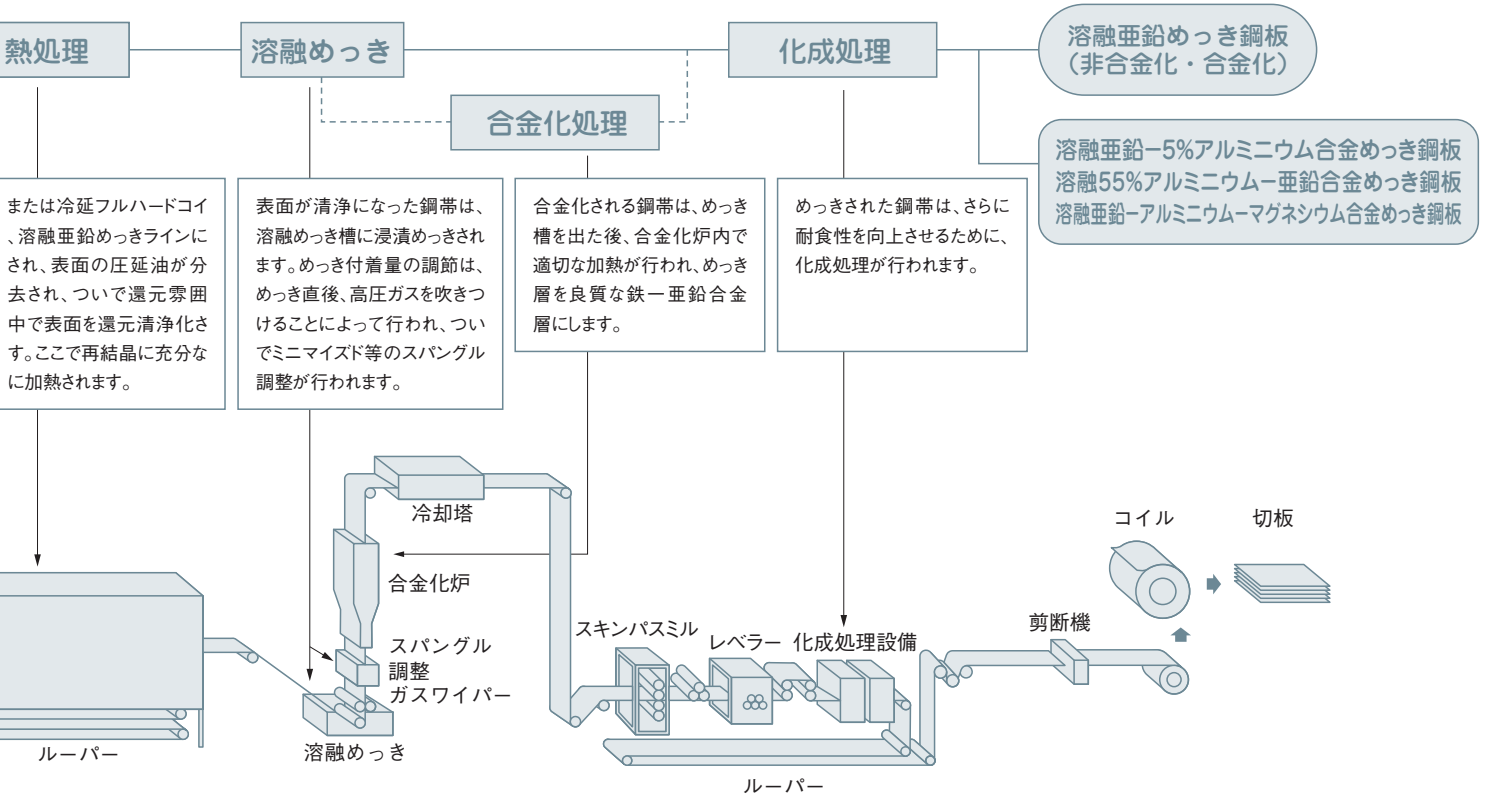 熱処理
溶融めっき
化成処理
溶融亜鉛めっき鋼板
(非合金化・合金化)
合金化処理
溶融亜鉛ー5%アルミニウム合金めっき鋼板
溶融55%アルミニウムー亜鉛合金めっき鋼板
溶融亜鉛ーアルミニウムーマグネシウム合金めっき鋼板
または冷延フルハードコイ
、溶融亜鉛めっきラインに
され、表面の圧延油が分
去され、ついで還元雰囲
中で表面を還元清浄化さ
す。ここで再結晶に充分な
に加熱されます。
表面が清浄になった鋼帯は、
溶融めっき槽に浸漬めっきされ
ます。めっき付着量の調節は、
めっき直後、高圧ガスを吹きつ
けることによって行われ、つい
でミニマイズド等のスパングル
調整が行われます。
合金化される鋼帯は、めっき
槽を出た後、合金化炉内で
適切な加熱が行われ、めっき
層を良質な鉄ー亜鉛合金
層にします。
めっきされた鋼帯は、さらに
耐食性を向上させるために、
化成処理が行われます。
冷却塔
合金化炉
スパングル
調整
ガスワイパー
溶融めっき
ルーパー
スキンパスミル
レベラー
化成処理設備
ルーパー
剪断機
コイル
切板